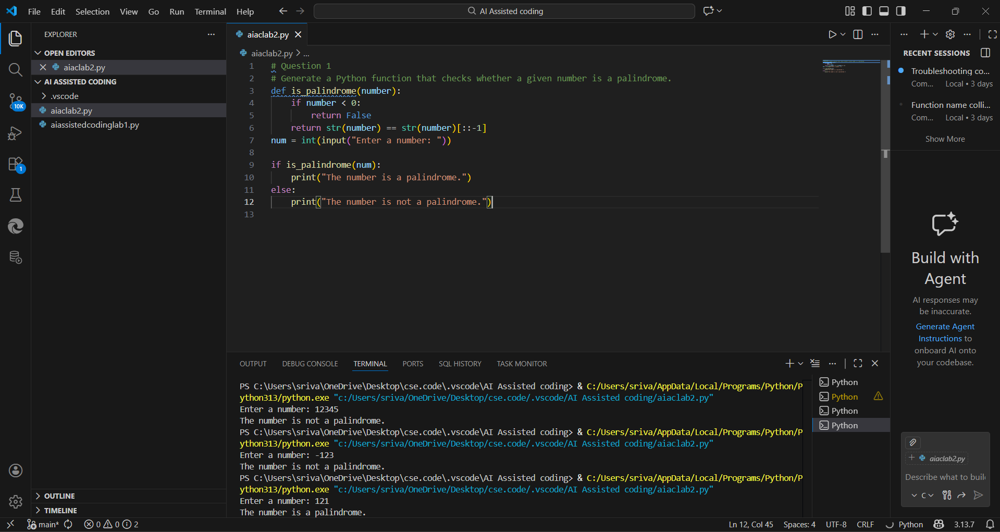 File Edit Selection View Go Run Terminal Help
AI Assisted coding
EXPLORER
OPEN EDITORS
aiaclab2.py
AI ASSISTED CODING
.vscode
aiaclab2.py
aiassistedcodinglab1.py
10K
1
OUTLINE
TIMELINE
aiaclab2.py
aiaclab2.py > ...
1 # Question 1
2 # Generate a Python function that checks whether a given number is a palindrome.
3 def is_palindrome(number):
4     if number < 0:
5         return False
6     return str(number) == str(number)[::-1]
7 num = int(input("Enter a number: "))
8
9 if is_palindrome(num):
10     print("The number is a palindrome.")
11 else:
12     print("The number is not a palindrome.")
13
OUTPUT DEBUG CONSOLE TERMINAL PORTS SQL HISTORY TASK MONITOR
PS C:\Users\sriva\OneDrive\Desktop\cse.code\.vscode\AI Assisted coding> & C:/Users/sriva/AppData/Local/Programs/Python/P
ython313/python.exe "c:/Users/sriva/OneDrive/Desktop/cse.code/.vscode/AI Assisted coding/aiaclab2.py"
Enter a number: 12345
The number is not a palindrome.
PS C:\Users\sriva\OneDrive\Desktop\cse.code\.vscode\AI Assisted coding> & C:/Users/sriva/AppData/Local/Programs/Python/P
ython313/python.exe "c:/Users/sriva/OneDrive/Desktop/cse.code/.vscode/AI Assisted coding/aiaclab2.py"
Enter a number: -123
The number is not a palindrome.
PS C:\Users\sriva\OneDrive\Desktop\cse.code\.vscode\AI Assisted coding> & C:/Users/sriva/AppData/Local/Programs/Python/P
ython313/python.exe "c:/Users/sriva/OneDrive/Desktop/cse.code/.vscode/AI Assisted coding/aiaclab2.py"
Enter a number: 121
The number is a palindrome.
Python
Python
Python
Python
RECENT SESSIONS
Troubleshooting co...
Com... Local • 3 days
Function name colli...
Com... Local • 3 days
Show More
Build with
Agent
AI responses may
be inaccurate.
Generate Agent
Instructions to
onboard AI onto
your codebase.
aiaclab2.py
Describe what to buil
C
main* 0 0 2
Ln 12, Col 45 Spaces: 4 UTF-8 CRLF Python 3.13.7